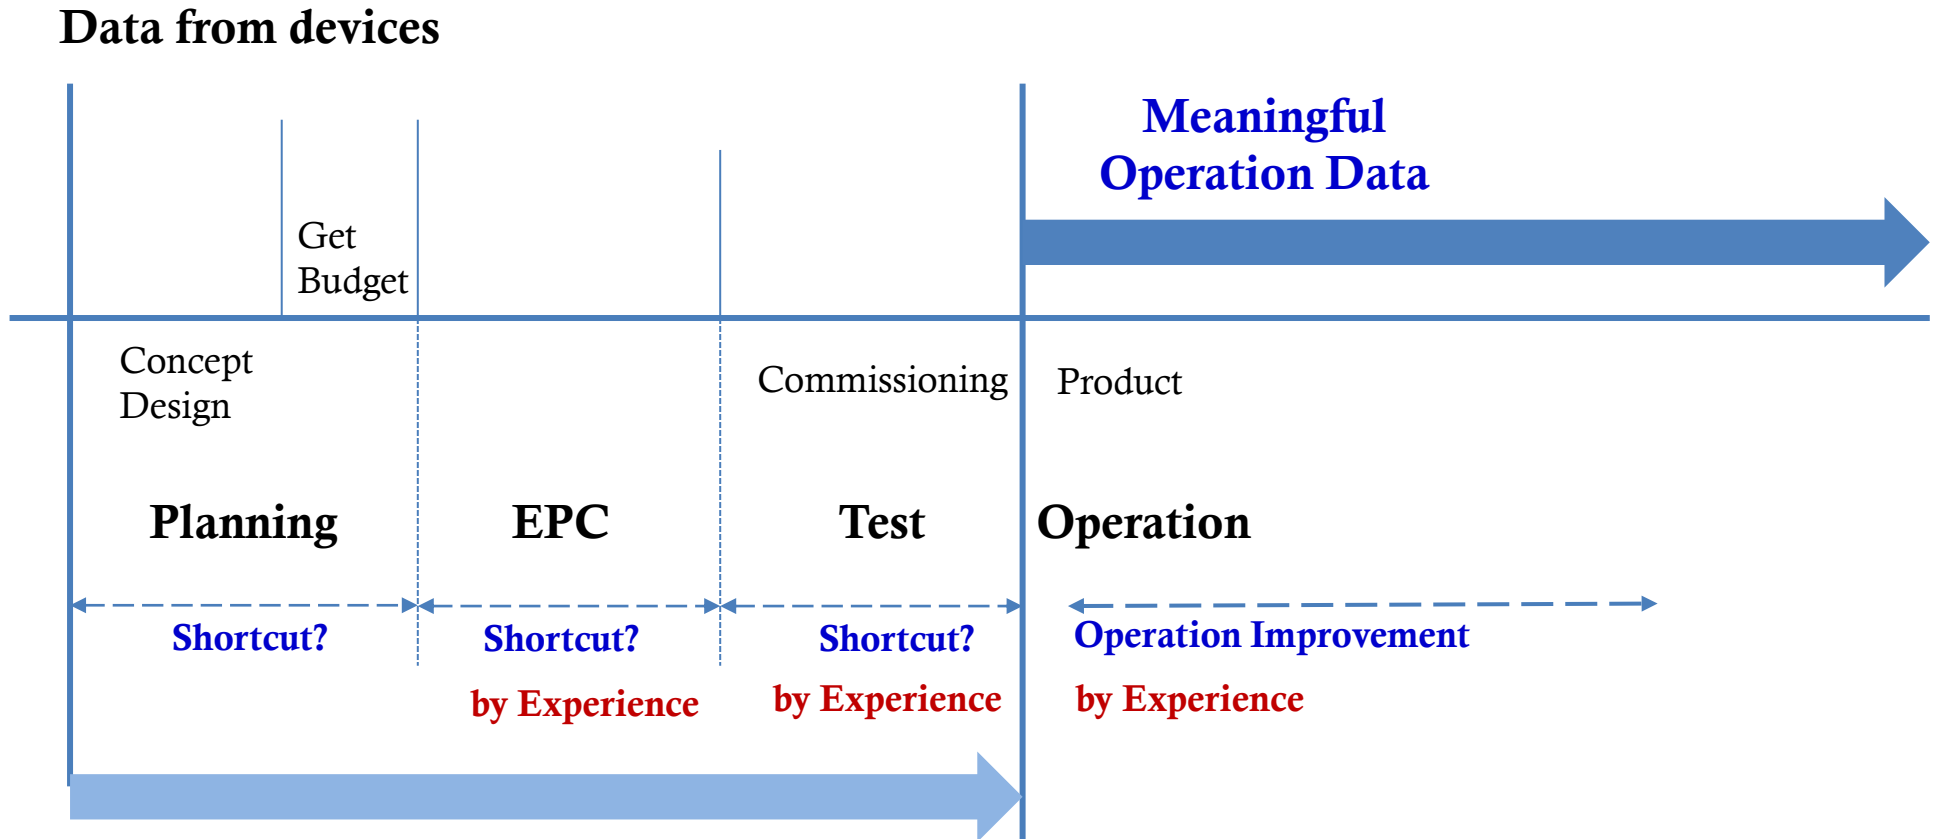 Data from devices
Meaningful
Operation Data
Get
Budget
Concept
Design
Commissioning
Product
Planning
EPC
Test
Operation
Shortcut?
Shortcut?
Shortcut?
Operation Improvement
by Experience
by Experience
by Experience